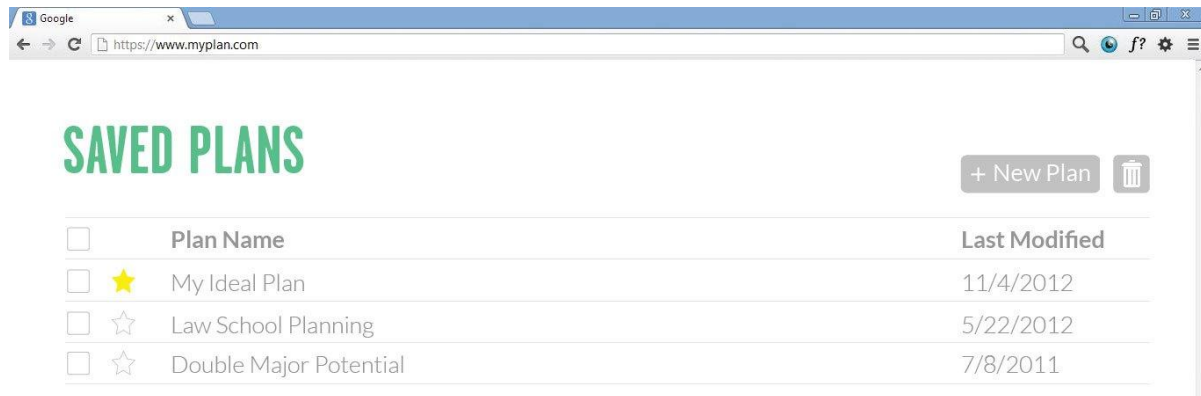 Google
https://www.myplan.com
f?
SAVED PLANS
+ New Plan
Plan Name Last Modified
My Ideal Plan 11/4/2012
Law School Planning 5/22/2012
Double Major Potential 7/8/2011